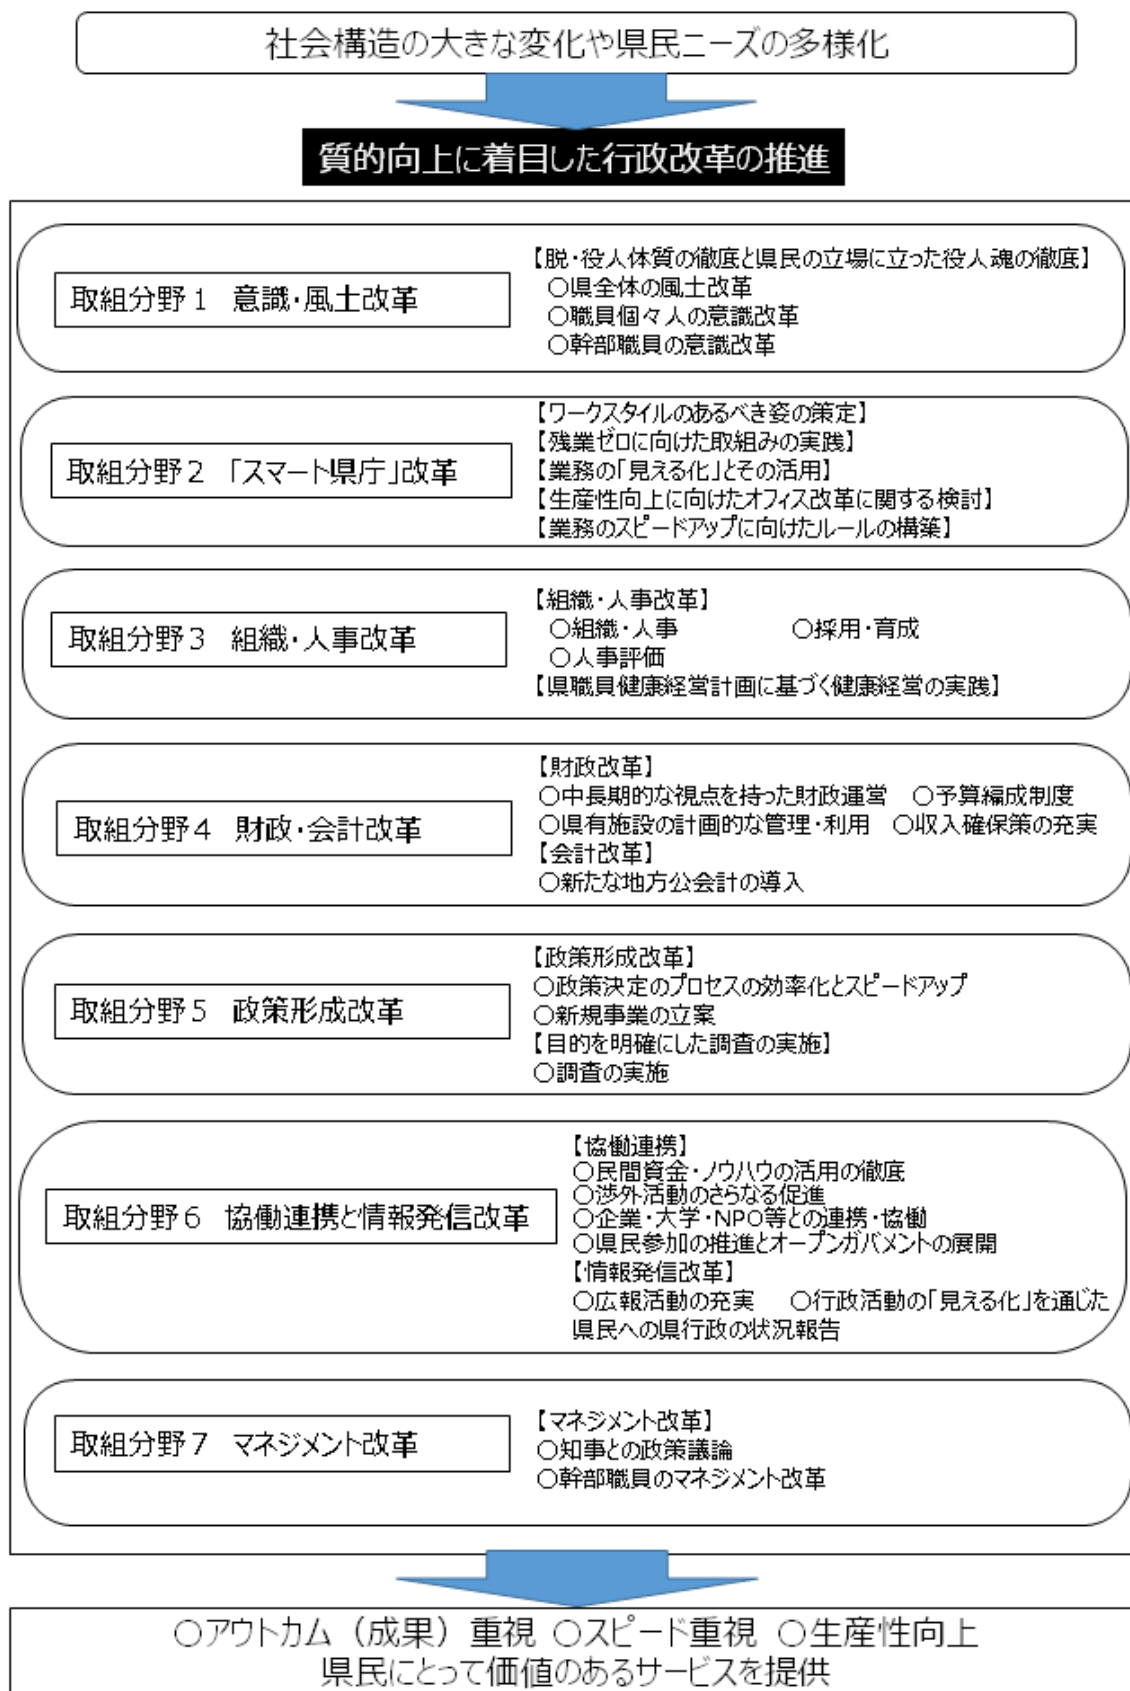 社会構造の大きな変化や県民ニーズの多様化
質的向上に着目した行政改革の推進
取組分野1 意識・風土改革
【脱・役人体質の徹底と県民の立場に立った役人魂の徹底】
○県全体の風土改革
○職員個々人の意識改革
○幹部職員の意識改革
取組分野2 「スマート県庁」改革
【ワークスタイルのあるべき姿の策定】
【残業ゼロに向けた取組みの実践】
【業務の「見える化」とその活用】
【生産性向上に向けたオフィス改革に関する検討】
【業務のスピードアップに向けたルールの構築】
取組分野3 組織・人事改革
【組織・人事改革】
○組織・人事 ○採用・育成
○人事評価
【県職員健康経営計画に基づく健康経営の実践】
取組分野4 財政・会計改革
【財政改革】
○中長期的な視点を持った財政運営 ○予算編成制度
○県有施設の計画的な管理・利用 ○収入確保策の充実
【会計改革】
○新たな地方公会計の導入
取組分野5 政策形成改革
【政策形成改革】
○政策決定のプロセスの効率化とスピードアップ
○新規事業の立案
【目的を明確にした調査の実施】
○調査の実施
取組分野6 協働連携と情報発信改革
【協働連携】
○民間資金・ノウハウの活用の徹底
○渉外活動のさらなる促進
○企業・大学・NPO等との連携・協働
○県民参加の推進とオープンガバメントの展開
【情報発信改革】
○広報活動の充実 ○行政活動の「見える化」を通じた
県民への県行政の状況報告
取組分野7 マネジメント改革
【マネジメント改革】
○知事との政策議論
○幹部職員のマネジメント改革
○アウトカム（成果）重視 ○スピード重視 ○生産性向上
県民にとって価値のあるサービスを提供